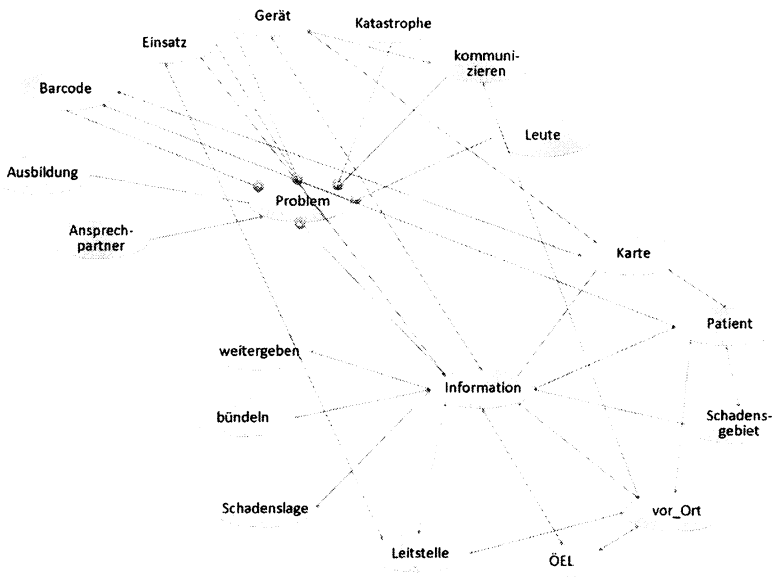 Gerät
Katastrophe
Einsatz
kommuni-
zieren
Barcode
Leute
Ausbildung
Problem
Ansprech-
partner
Karte
Patient
weitergeben
Information
bündeln
Schadens-
gebiet
Schadenslage
vor_Ort
Leitstelle
ÖEL